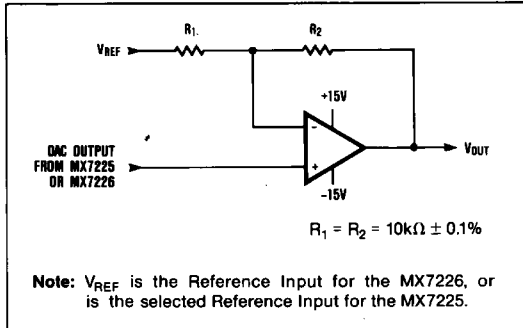 R1
R2
VREF
+15V
-
DAC OUTPUT
FROM MX7225
OR MX7226
+
VOUT
-15V
R1 = R2 = 10kΩ ± 0.1%
Note: VREF is the Reference Input for the MX7226, or
is the selected Reference Input for the MX7225.